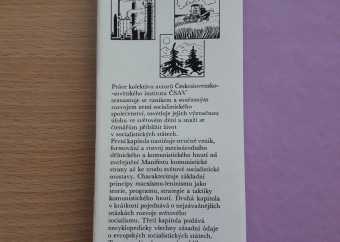 Práce kolektivu autorů Československo-
-sovětského institutu ČSAV
seznamuje se vznikem a současným
rozvojem zemí socialistického
společenství, osvětluje jejich význačnou
úlohu ve světovém dění a snaží se
čtenářům přiblížit život
v socialistických státech.
První kapitola nastiňuje stručně vznik,
formování a rozvoj mezinárodního
dělnického a komunistického hnutí od
zveřejnění Manifestu komunistické
strany až ke vzniku světové socialistické
soustavy. Charakterizuje základní
principy marxismu-leninismu jako
teorie, programu, strategie a taktiky
komunistického hnutí. Druhá kapitola
v krátkosti pojednává o nejzávažnějších
otázkách rozvoje světového
socialismu. Třetí kapitola podává
encyklopedicky všechny zásadní údaje
o evropských socialistických státech.